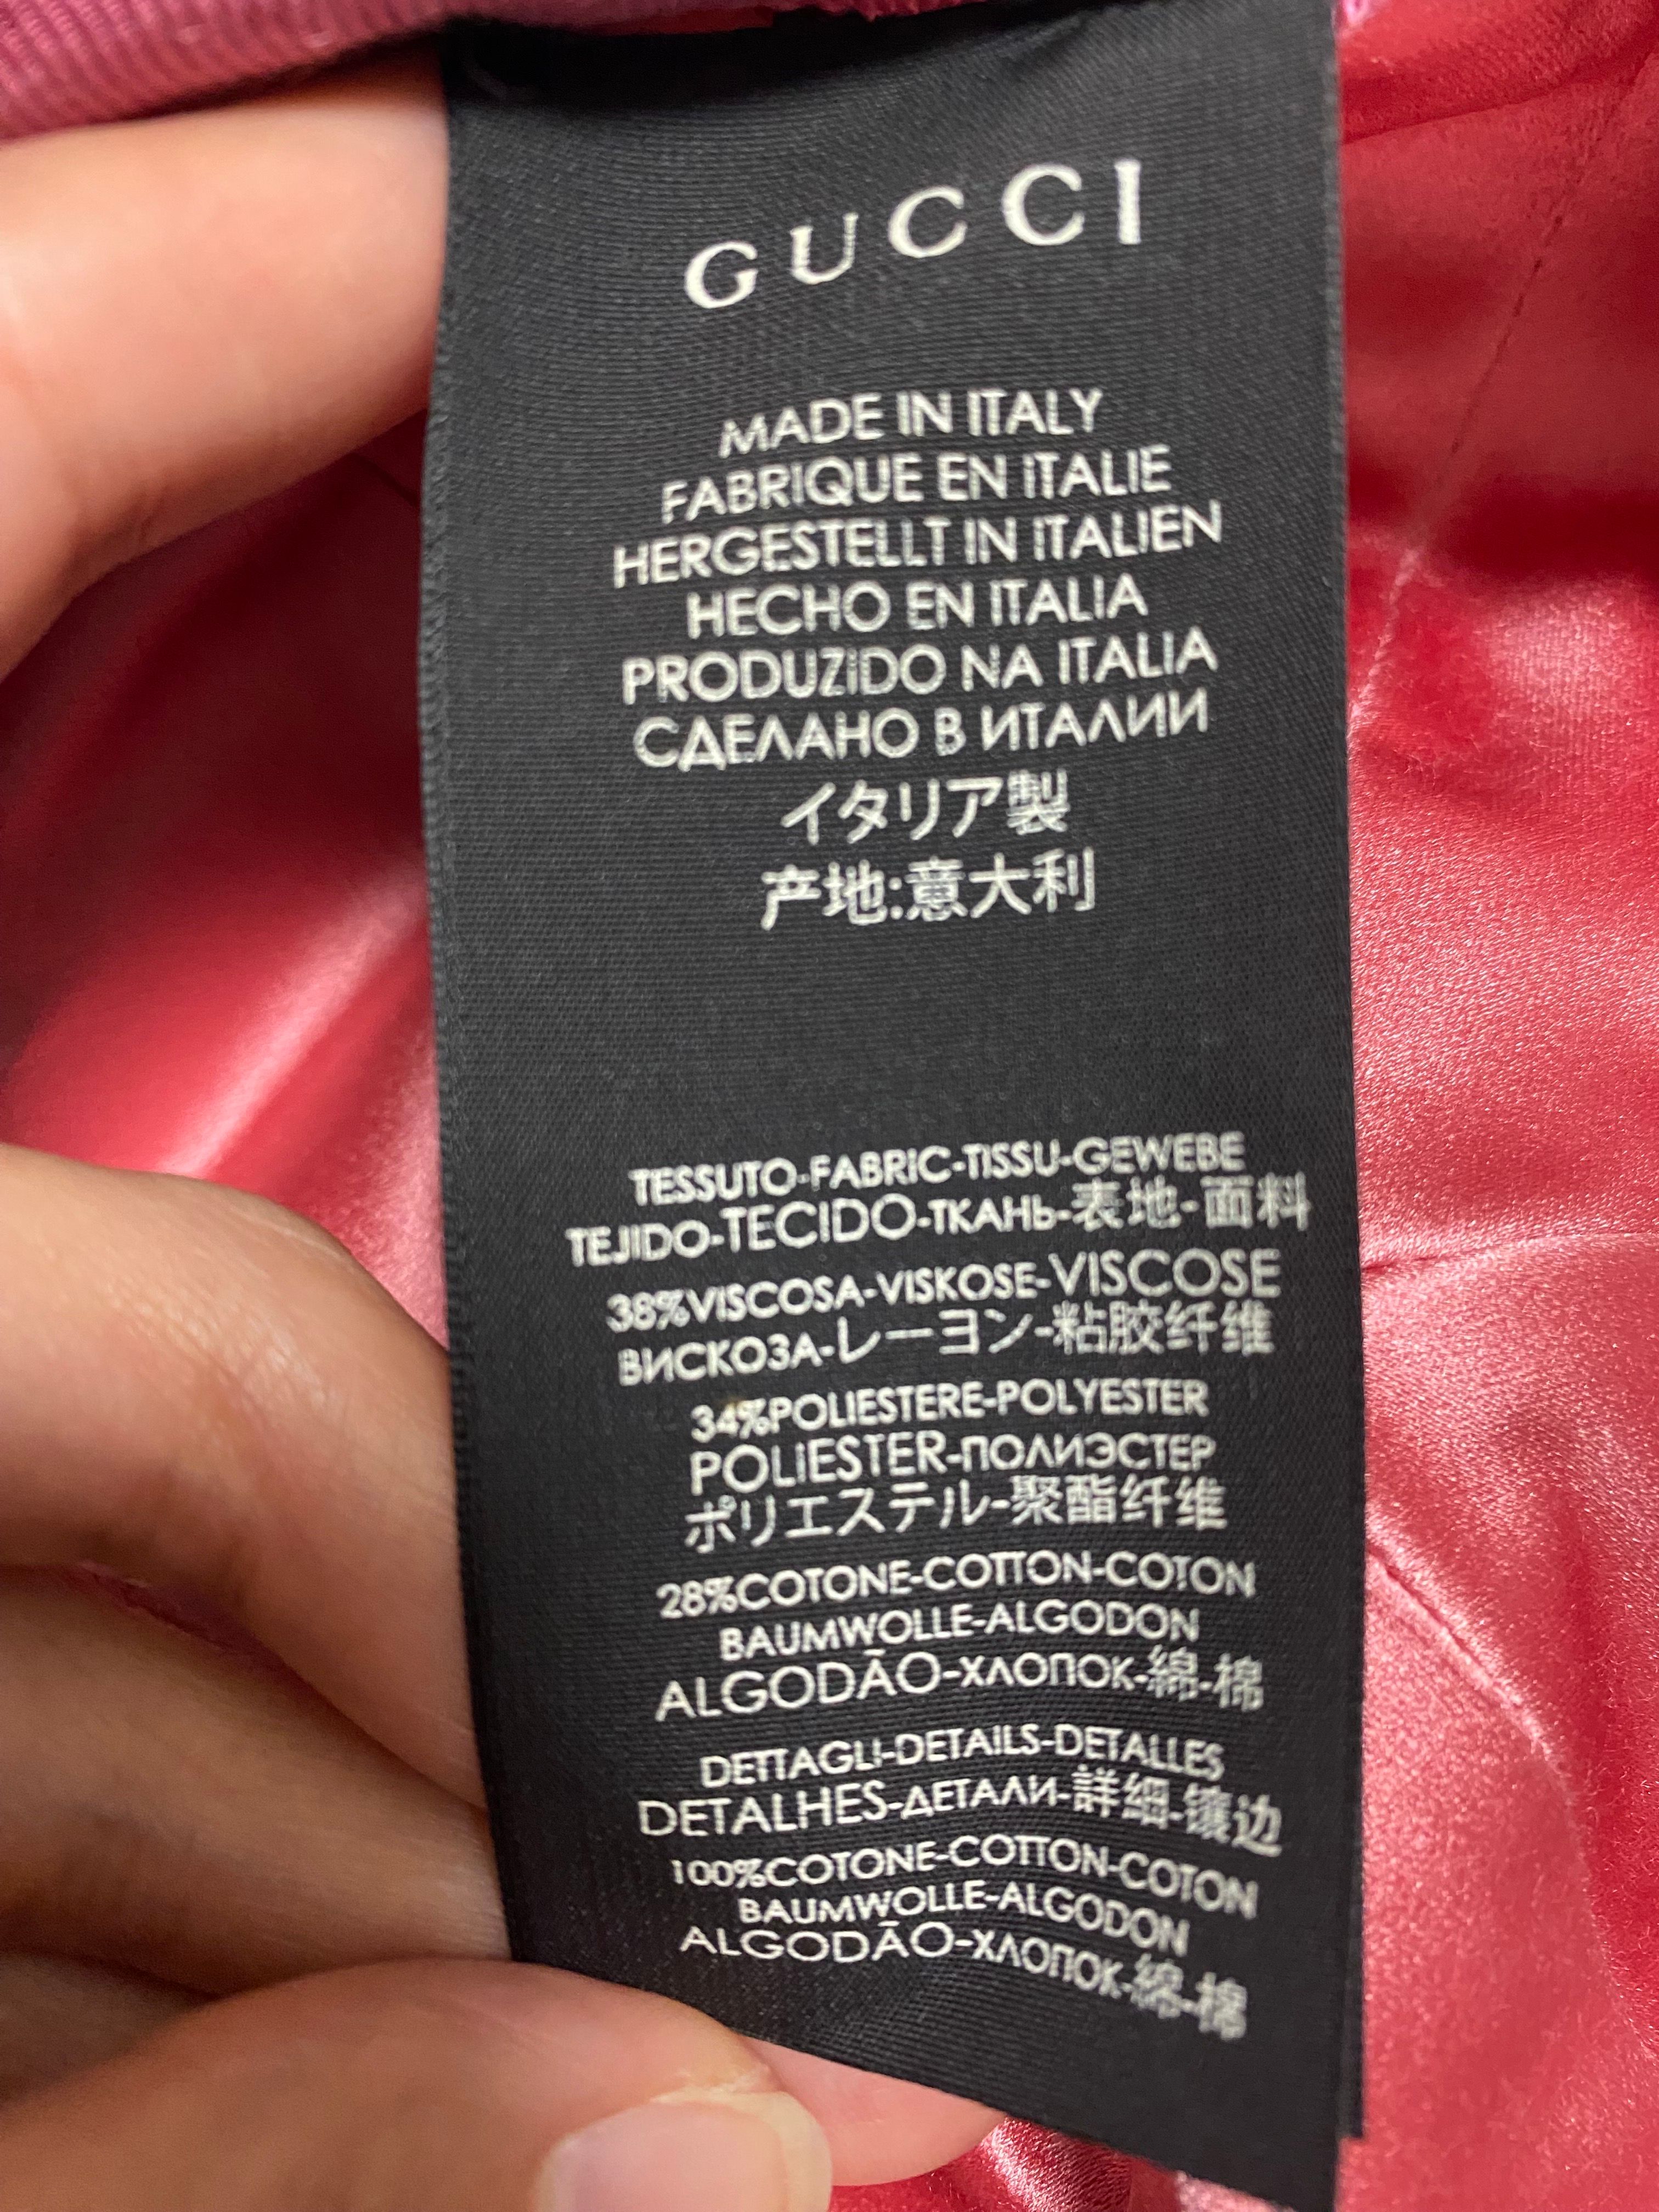 GUCCI
MADE IN ITALY
FABRIQUE EN ITALIE
HERGESTELLT IN ITALIEN
HECHO EN ITALIA
PRODUZIDO NA ITALIA
СДЕЛАНО В ИТАЛИИ
イタリア製
产地:意大利
TESSUTO-FABRIC-TISSU-GEWEBE
TEJIDO-TECIDO-ТКАНЬ-表地-面料
38%VISCOSA-VISKOSE-VISCOSE
ВИСКОЗА-レーヨン-粘胶纤维
34%POLIESTERE-POLYESTER
POLIESTER-ПОЛИЭСТЕР
ポリエステル-聚酯纤维
28%COTONE-COTTON-COTON
BAUMWOLLE-ALGODON
ALGODÃO-ХЛОПОК-綿-棉
DETTAGLI-DETAILS-DETALLES
DETALHES-ДЕТАЛИ-詳細-镶边
100%COTONE-COTTON-COTON
BAUMWOLLE-ALGODON
ALGODÃO-ХЛОПОК-綿-棉